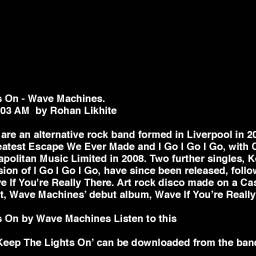 s On - Wave Machines.
03 AM by Rohan Likhite
are an alternative rock band formed in Liverpool in 20
eatest Escape We Ever Made and I Go I Go I Go, with C
apolitan Music Limited in 2008. Two further singles, K
sion of I Go I Go I Go, have since been released, follow
e If You're Really There. Art rock disco made on a Cas
t, Wave Machines’ debut album, Wave If You’re Really
s On by Wave Machines Listen to this
Keep The Lights On’ can be downloaded from the band